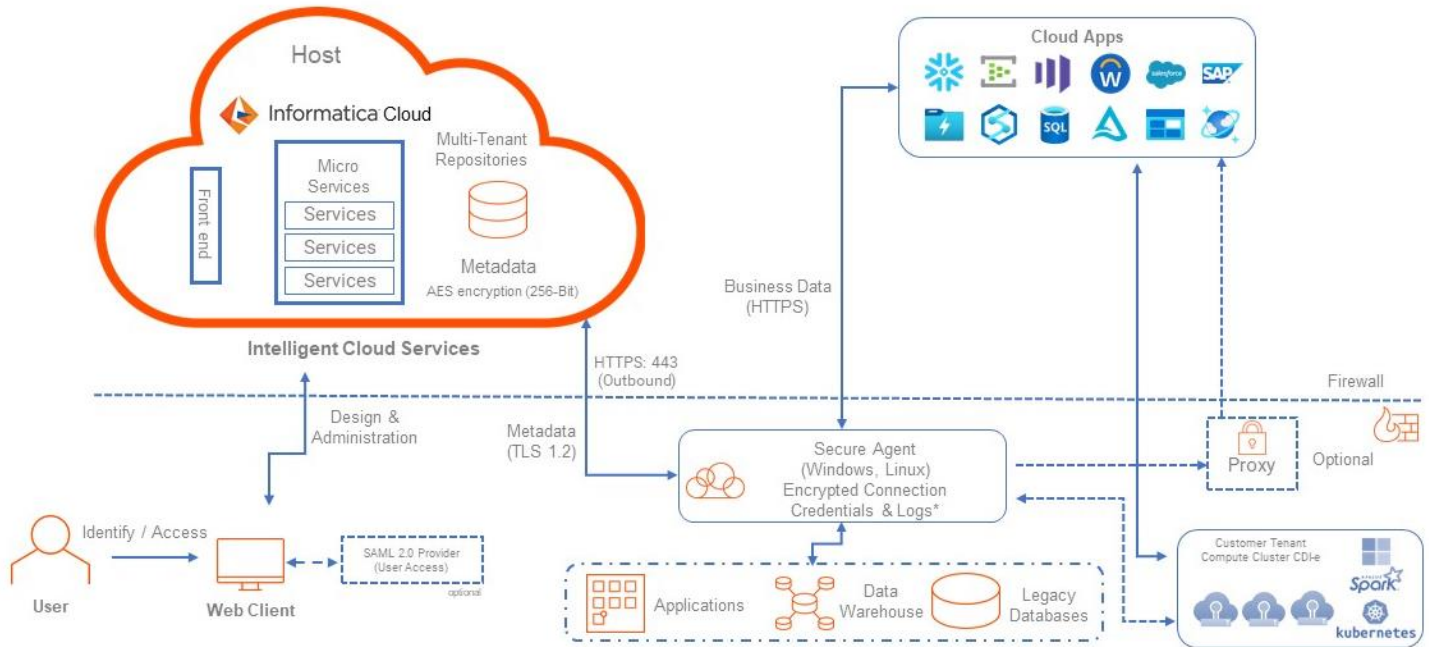 Host
Informatica Cloud
Front end
Micro
Services
Services
Services
Services
Multi-Tenant
Repositories
Metadata
AES encryption (256-Bit)
Intelligent Cloud Services
Cloud Apps
W
salesforce
SAP
SQL
Business Data
(HTTPS)
HTTPS: 443
(Outbound)
Firewall
Design &
Administration
Metadata
(TLS 1.2)
Secure Agent
(Windows, Linux)
Encrypted Connection
Credentials & Logs*
Proxy
Optional
Identify / Access
User
Web Client
SAML 2.0 Provider
(User Access)
optional
Applications
Data
Warehouse
Legacy
Databases
Customer Tenant
Compute Cluster CDI-e
APACHE
Spark
kubernetes